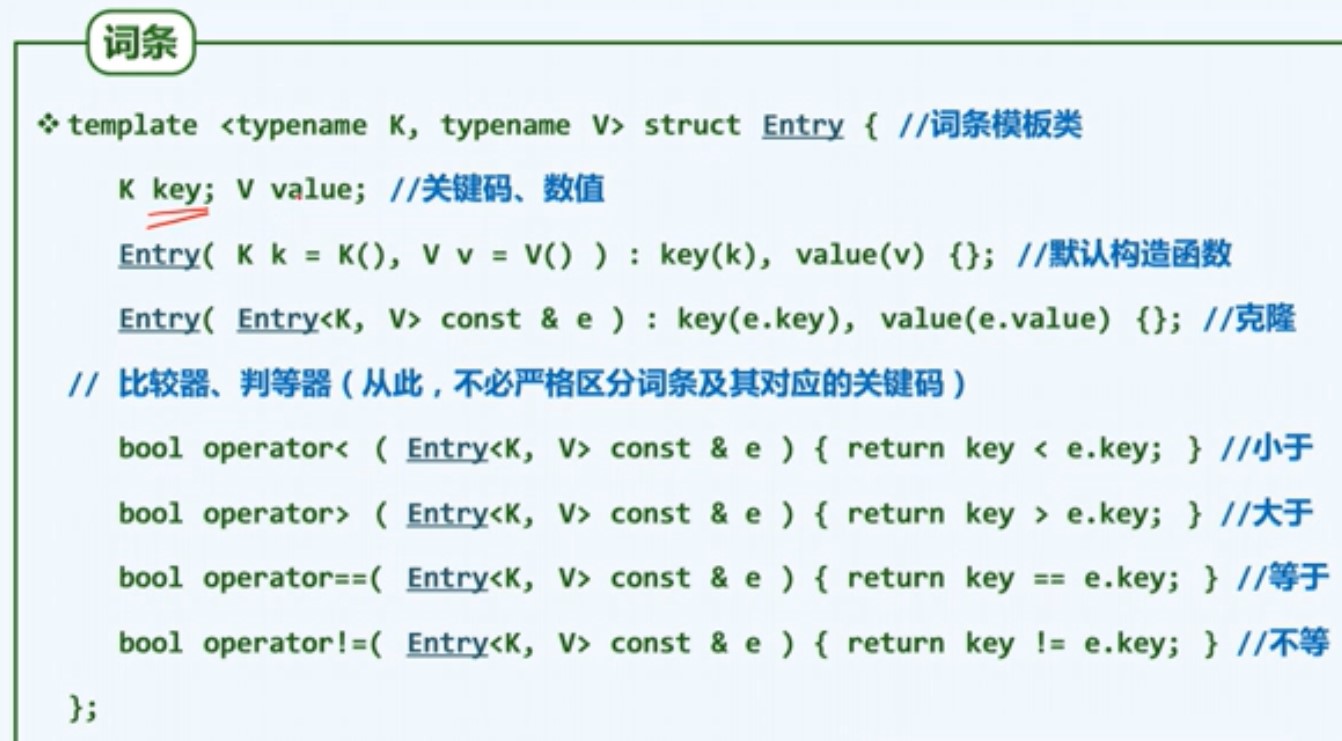 词条
❖ template <typename K, typename V> struct Entry { //词条模板类
K key; V value; //关键码、数值
Entry( K k = K(), V v = V() ) : key(k), value(v) {}; //默认构造函数
Entry( Entry<K, V> const & e ) : key(e.key), value(e.value) {}; //克隆
// 比较器、判等器（从此，不必严格区分词条及其对应的关键码）
bool operator< ( Entry<K, V> const & e ) { return key < e.key; } //小于
bool operator> ( Entry<K, V> const & e ) { return key > e.key; } //大于
bool operator==( Entry<K, V> const & e ) { return key == e.key; } //等于
bool operator!=( Entry<K, V> const & e ) { return key != e.key; } //不等
};